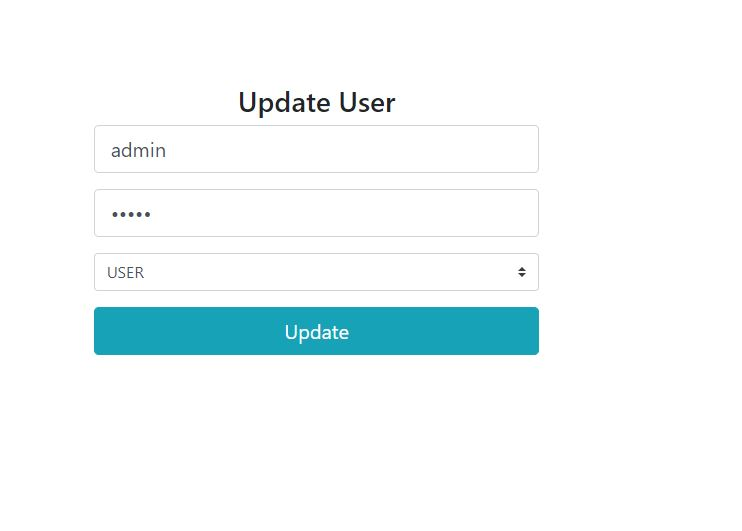 Update User
admin
•••••
USER
Update